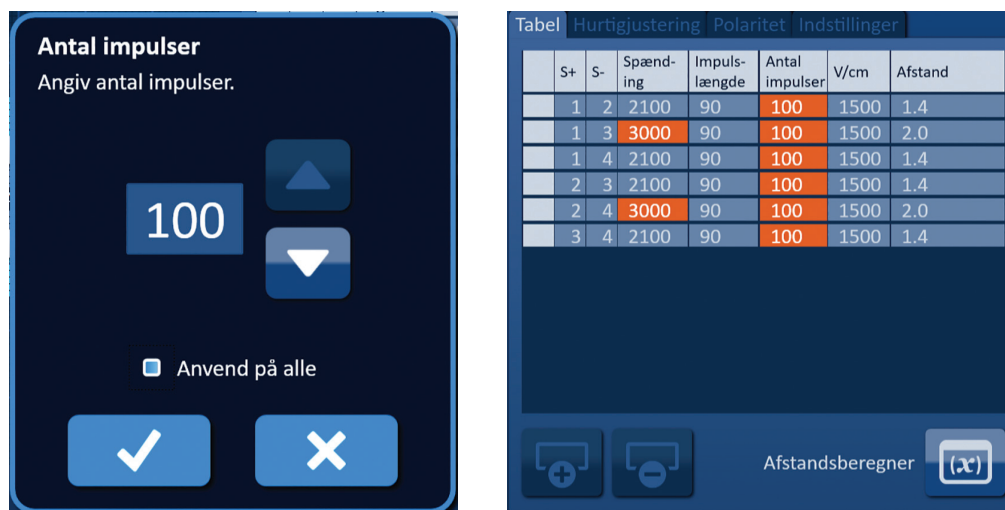 Antal impulser
Angiv antal impulser.
100
Anvend på alle
Tabel Hurtigjustering Polaritet Indstillinger
S+ S- Spænd-ing Impuls-længde Antal impulser V/cm Afstand
1 2 2100 90 100 1500 1.4
1 3 3000 90 100 1500 2.0
1 4 2100 90 100 1500 1.4
2 3 2100 90 100 1500 1.4
2 4 3000 90 100 1500 2.0
3 4 2100 90 100 1500 1.4
Afstandsberegner (x)